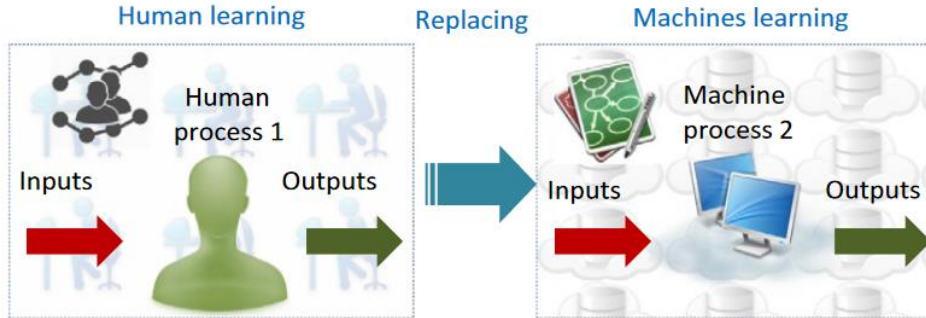 Human learning
Replacing
Machines learning
Human
process 1
Inputs
Outputs
Machine
process 2
Inputs
Outputs